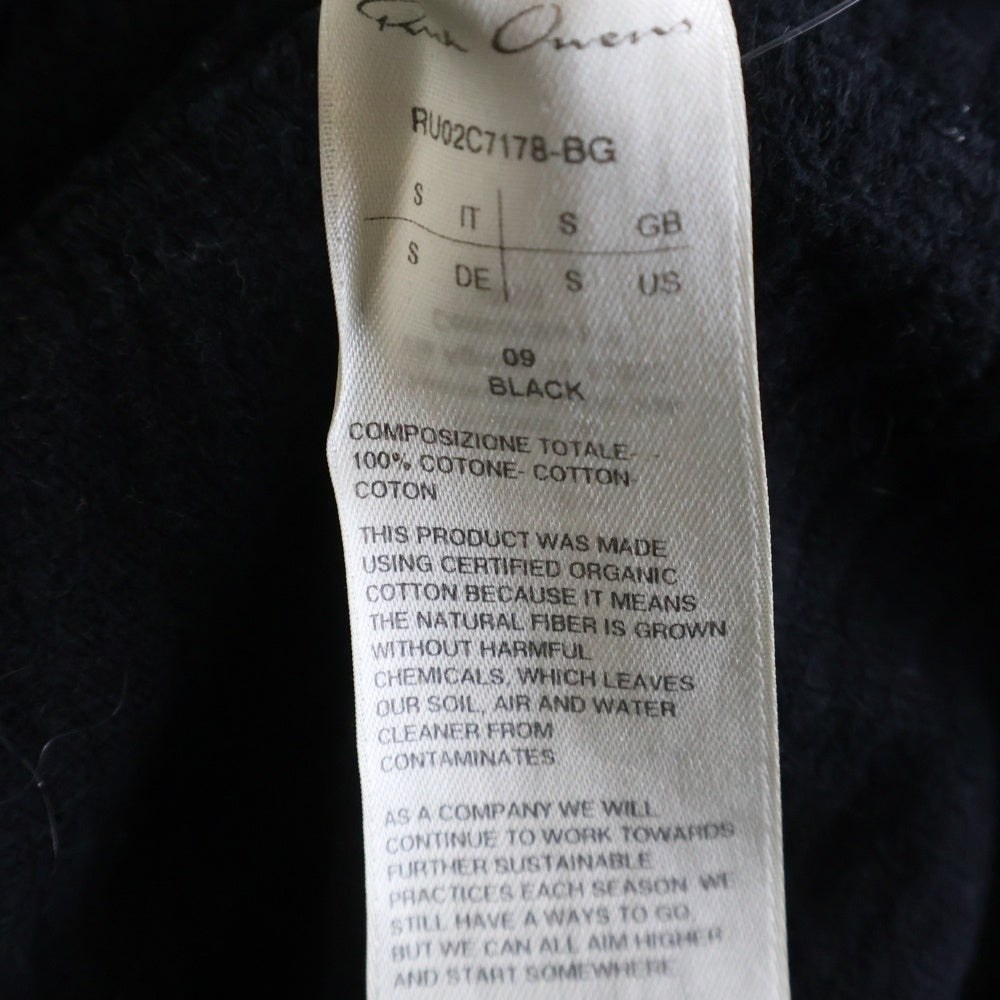 Rick Owens
RU02C7178-BG
S IT S GB
S DE S US
09
BLACK
COMPOSIZIONE TOTALE- -
100% COTONE- COTTON-
COTON
THIS PRODUCT WAS MADE
USING CERTIFIED ORGANIC
COTTON BECAUSE IT MEANS
THE NATURAL FIBER IS GROWN
WITHOUT HARMFUL
CHEMICALS, WHICH LEAVES
OUR SOIL, AIR AND WATER
CLEANER FROM
CONTAMINATES
AS A COMPANY WE WILL
CONTINUE TO WORK TOWARDS
FURTHER SUSTAINABLE
PRACTICES EACH SEASON WE
STILL HAVE A WAYS TO GO,
BUT WE CAN ALL AIM HIGHER
AND START SOMEWHERE